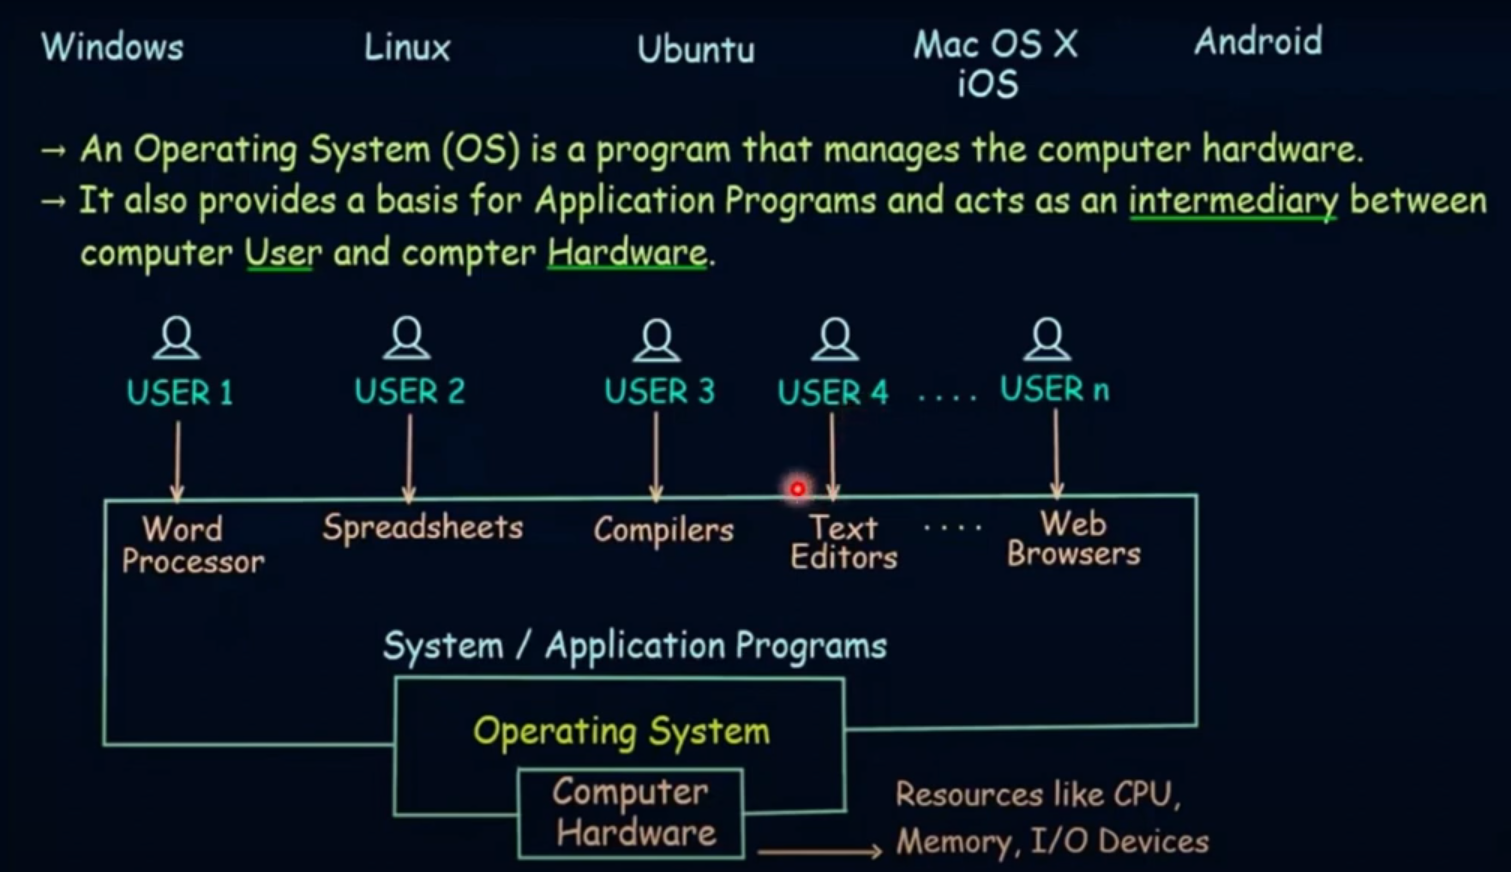 Windows Linux Ubuntu Mac OS X Android
iOS
→ An Operating System (OS) is a program that manages the computer hardware.
→ It also provides a basis for Application Programs and acts as an intermediary between
computer User and compter Hardware.
USER 1 USER 2 USER 3 USER 4 .... USER n
Word Spreadsheets Compilers Text .... Web
Processor Editors Browsers
System / Application Programs
Operating System
Computer
Hardware
Resources like CPU,
Memory, I/O Devices